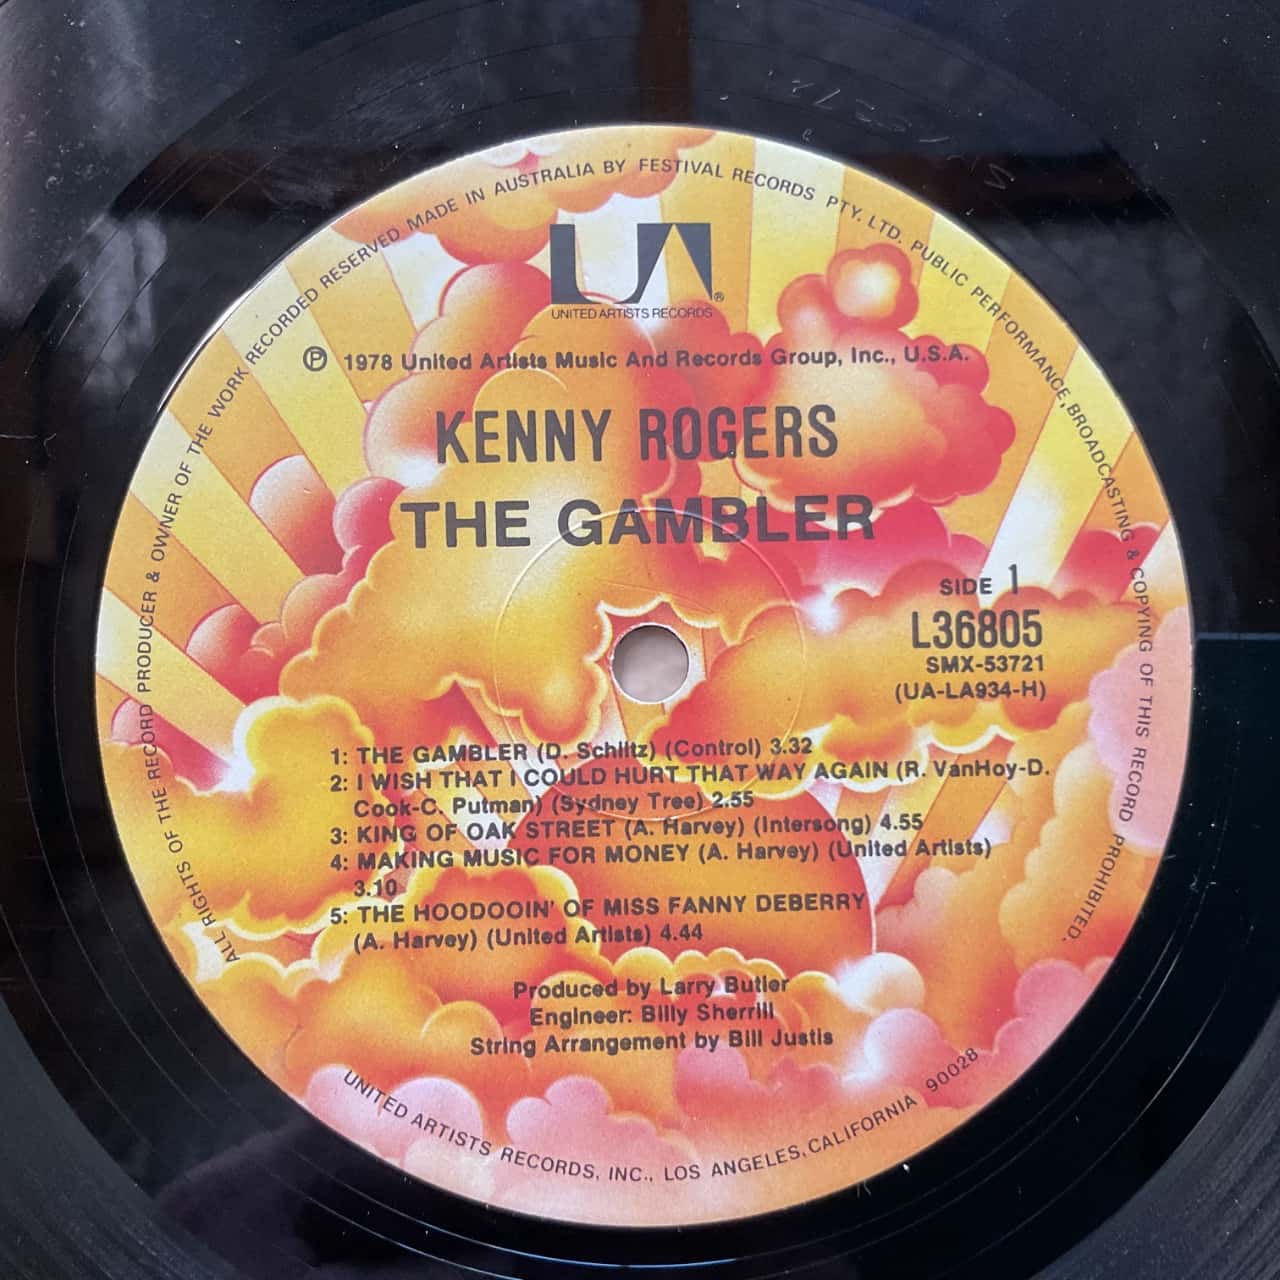 ALL RIGHTS OF THE RECORD PRODUCER & OWNER OF THE WORK RECORDED RESERVED MADE IN AUSTRALIA BY FESTIVAL RECORDS PTY. LTD. PUBLIC PERFORMANCE, BROADCASTING & COPYING OF THIS RECORD PROHIBITED.
UA®
UNITED ARTISTS RECORDS
℗ 1978 United Artists Music And Records Group, Inc., U.S.A.
KENNY ROGERS
THE GAMBLER
SIDE 1
L36805
SMX-53721
(UA-LA934-H)
1: THE GAMBLER (D. Schlitz) (Control) 3.32
2: I WISH THAT I COULD HURT THAT WAY AGAIN (R. VanHoy-D.
Cook-C. Putman) (Sydney Tree) 2.55
3: KING OF OAK STREET (A. Harvey) (Intersong) 4.55
4: MAKING MUSIC FOR MONEY (A. Harvey) (United Artists)
3.10
5: THE HOODOOIN' OF MISS FANNY DEBERRY
(A. Harvey) (United Artists) 4.44
Produced by Larry Butler
Engineer: Billy Sherrill
String Arrangement by Bill Justis
UNITED ARTISTS RECORDS, INC., LOS ANGELES, CALIFORNIA 90028